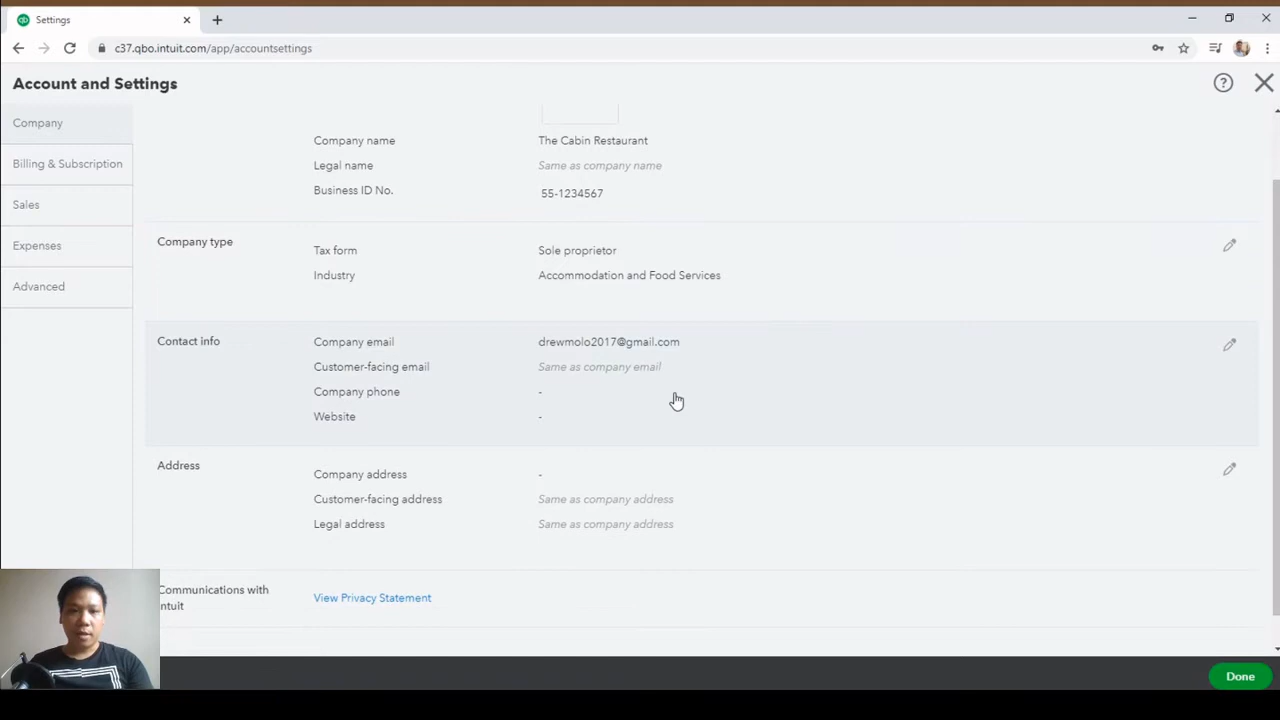 Settings
c37.qbo.intuit.com/app/accountsettings
Account and Settings
Company
Billing & Subscription
Sales
Expenses
Advanced
Company name The Cabin Restaurant
Legal name Same as company name
Business ID No. 55-1234567
Company type
Tax form Sole proprietor
Industry Accommodation and Food Services
Contact info
Company email drewmolo2017@gmail.com
Customer-facing email Same as company email
Company phone -
Website -
Address
Company address -
Customer-facing address Same as company address
Legal address Same as company address
Communications with
Intuit
View Privacy Statement
Done